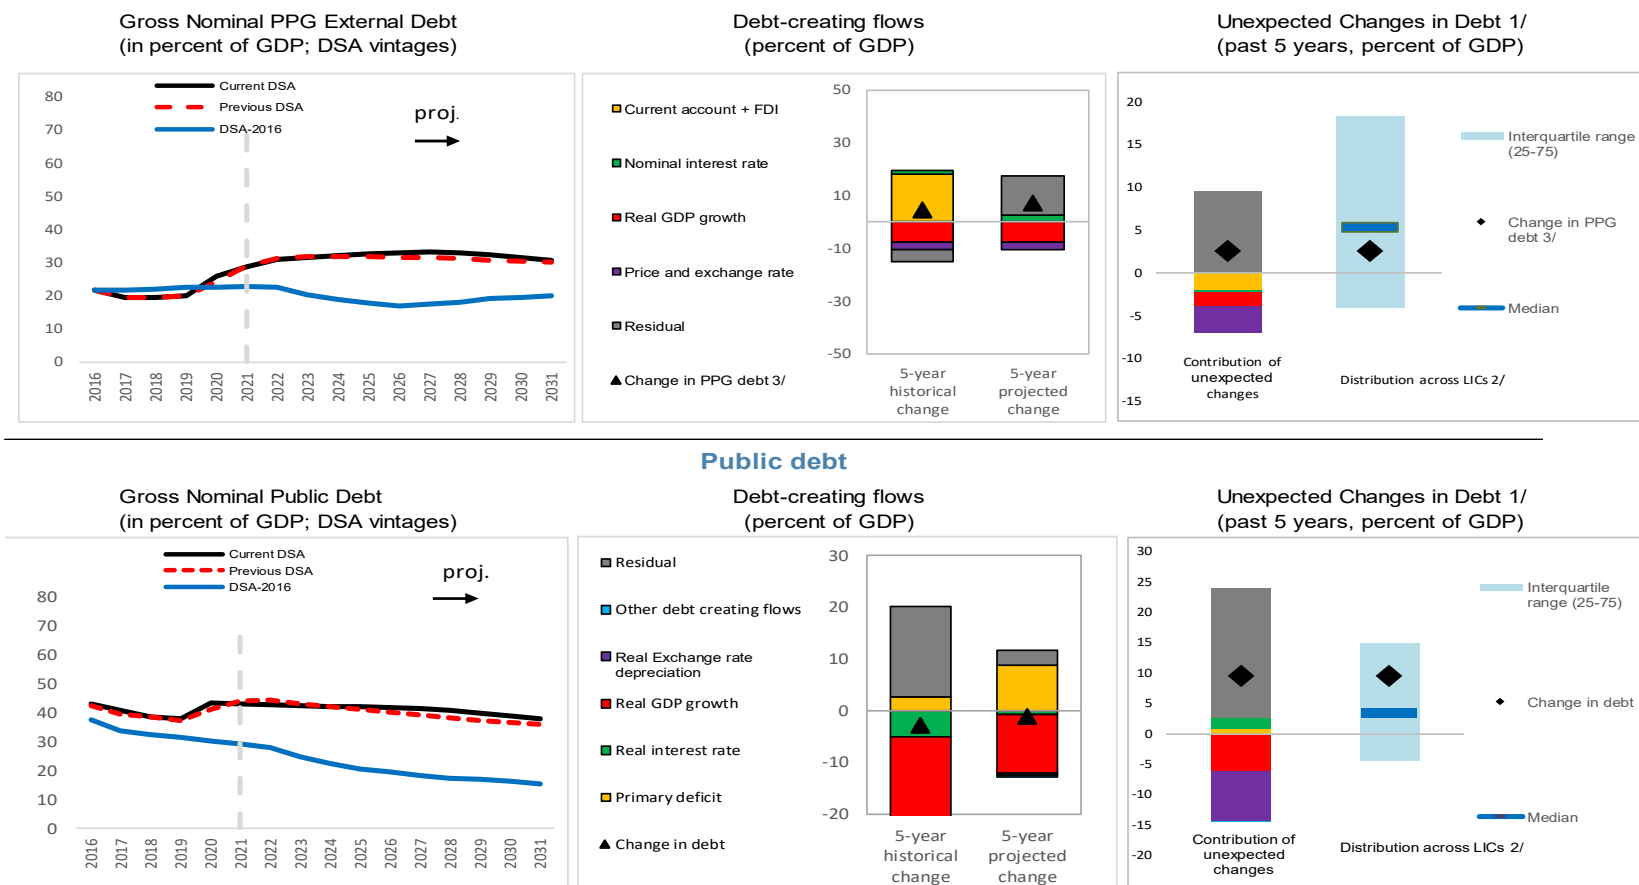 Gross Nominal PPG External Debt
(in percent of GDP; DSA vintages)
Current DSA
Previous DSA
DSA-2016
proj.
80
70
60
50
40
30
20
10
0
2016
2017
2018
2019
2020
2021
2022
2023
2024
2025
2026
2027
2028
2029
2030
2031
Debt-creating flows
(percent of GDP)
Current account + FDI
Nominal interest rate
Real GDP growth
Price and exchange rate
Residual
Change in PPG debt 3/
50
30
10
-10
-30
-50
5-year
historical
change
5-year
projected
change
Unexpected Changes in Debt 1/
(past 5 years, percent of GDP)
20
15
10
5
0
-5
-10
-15
Contribution of
unexpected
changes
Distribution across LICs 2/
Interquartile range
(25-75)
Change in PPG
debt 3/
Median
Public debt
Gross Nominal Public Debt
(in percent of GDP; DSA vintages)
Current DSA
Previous DSA
DSA-2016
proj.
80
70
60
50
40
30
20
10
0
2016
2017
2018
2019
2020
2021
2022
2023
2024
2025
2026
2027
2028
2029
2030
2031
Debt-creating flows
(percent of GDP)
Residual
Other debt creating flows
Real Exchange rate
depreciation
Real GDP growth
Real interest rate
Primary deficit
Change in debt
30
20
10
0
-10
-20
5-year
historical
change
5-year
projected
change
Unexpected Changes in Debt 1/
(past 5 years, percent of GDP)
30
25
20
15
10
5
0
-5
-10
-15
-20
Contribution of
unexpected
changes
Distribution across LICs 2/
Interquartile
range (25-75)
Change in debt
Median